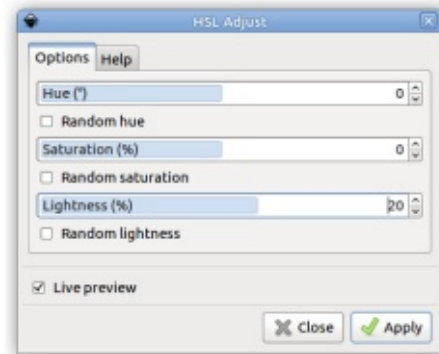 HSL Adjust
Options Help
Hue (°) 0
Random hue
Saturation (%) 0
Random saturation
Lightness (%) 20
Random lightness
Live preview
Close Apply